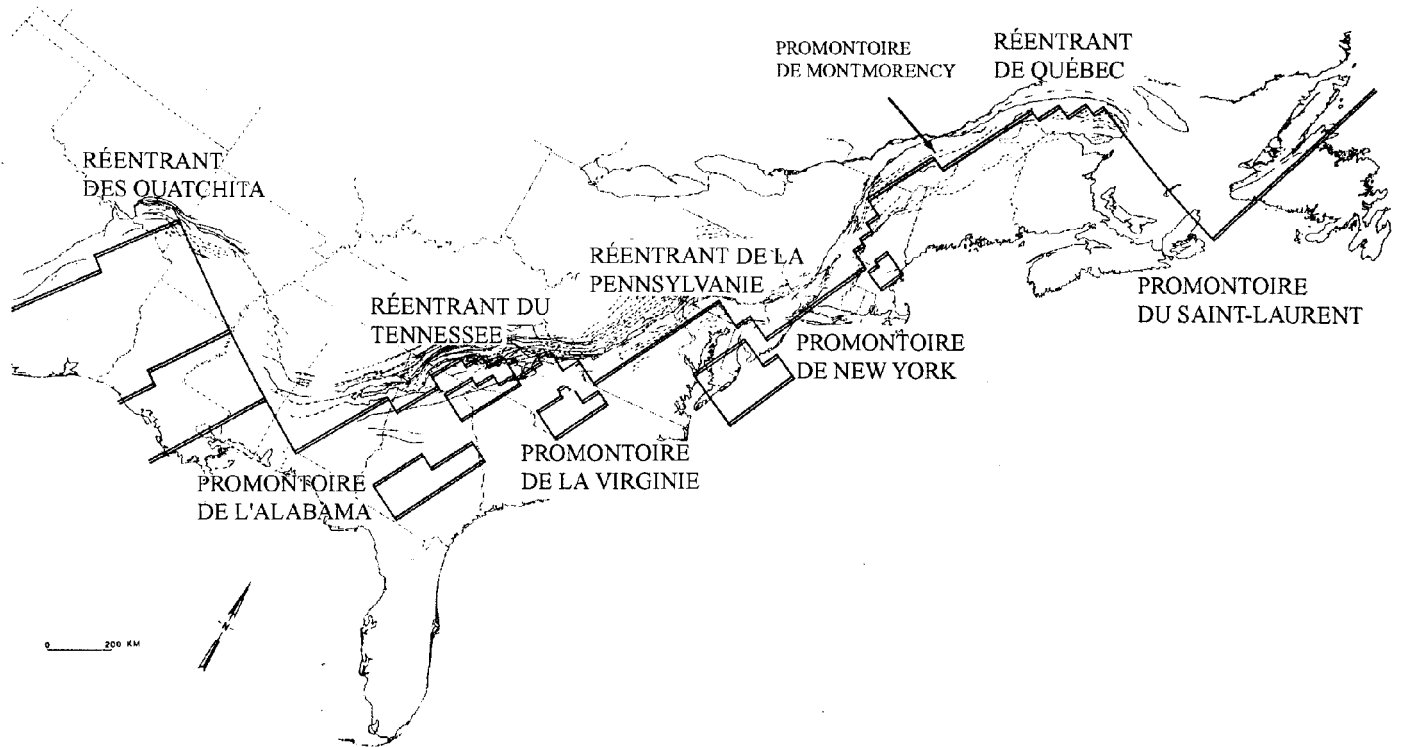 PROMONTOIRE
DE MONTMORENCY
RÉENTRANT
DE QUÉBEC
RÉENTRANT
DES OUATCHITA
RÉENTRANT DE LA
PENNSYLVANIE
RÉENTRANT DU
TENNESSEE
PROMONTOIRE
DU SAINT-LAURENT
PROMONTOIRE
DE NEW YORK
PROMONTOIRE
DE LA VIRGINIE
PROMONTOIRE
DE L'ALABAMA
N
0 200 KM